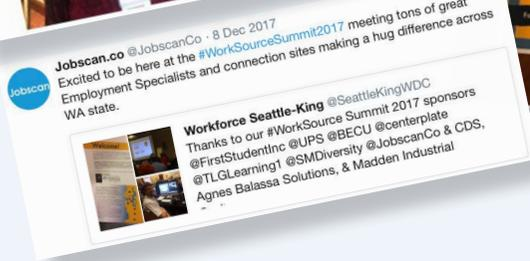 Jobscan.co @JobscanCo · 8 Dec 2017
Excited to be here at the #WorkSourceSummit2017 meeting tons of great
Employment Specialists and connection sites making a hug difference across
WA state.
Jobscan
Workforce Seattle-King @SeattleKingWDC
Thanks to our #WorkSource Summit 2017 sponsors
@FirstStudentInc @UPS @BECU @centerplate
@TLGLearning1 @SMDiversity @JobscanCo & CDS,
Agnes Balassa Solutions, & Madden Industrial
Welcome!